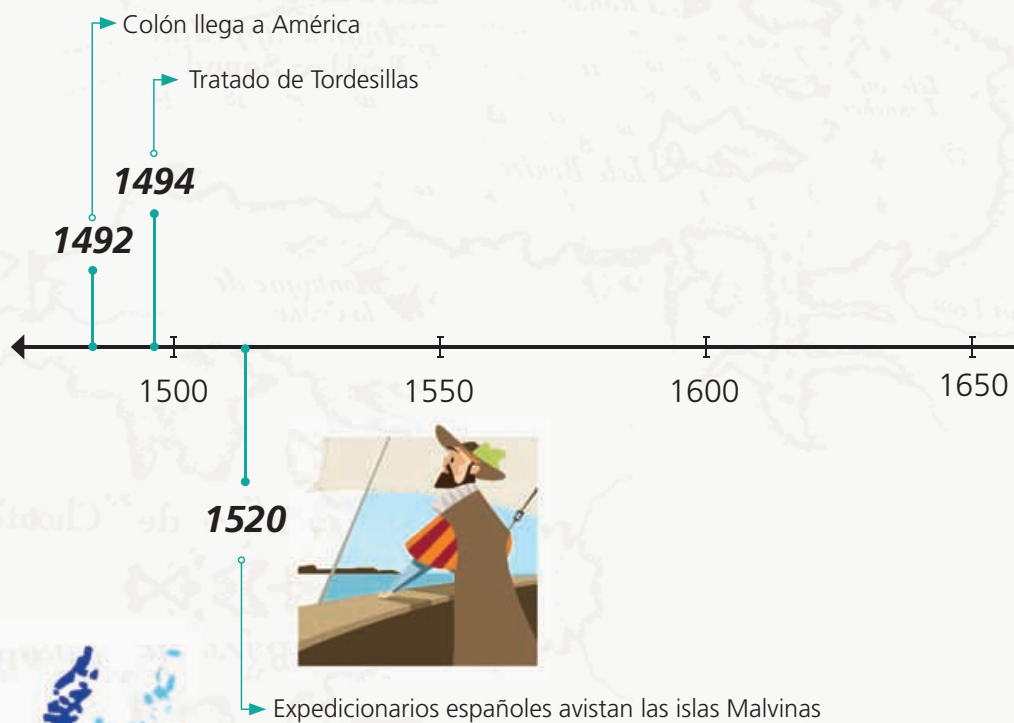 Colón llega a América
Tratado de Tordesillas
1494
1492
1500
1550
1600
1650
1520
Expedicionarios españoles avistan las islas Malvinas